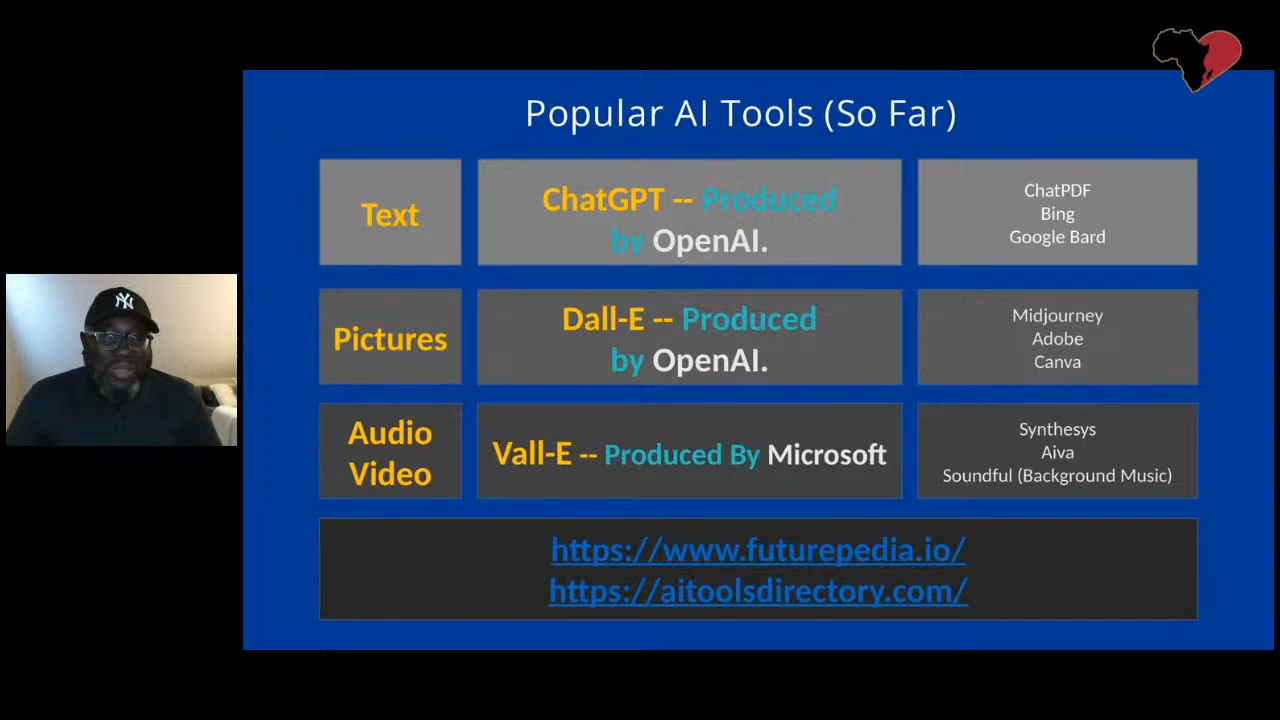 Popular AI Tools (So Far)
Text
ChatGPT -- Produced
by OpenAI.
ChatPDF
Bing
Google Bard
Pictures
Dall-E -- Produced
by OpenAI.
Midjourney
Adobe
Canva
Audio
Video
Vall-E -- Produced By Microsoft
Synthesys
Aiva
Soundful (Background Music)
https://www.futurepedia.io/
https://aitoolsdirectory.com/
NY